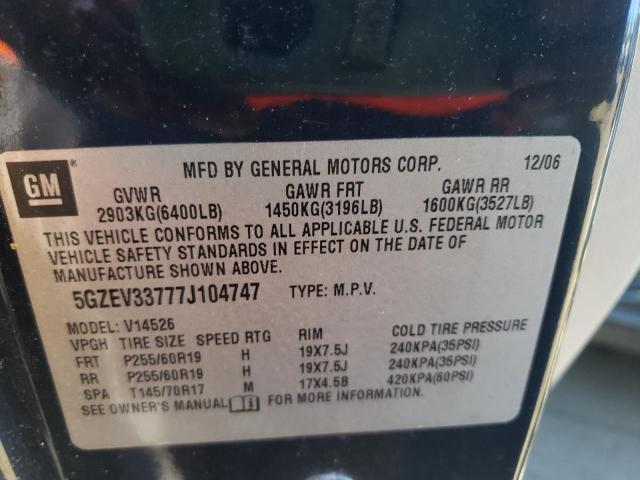 GM ® MFD BY GENERAL MOTORS CORP. 12/06
GVWR GAWR FRT GAWR RR
2903KG(6400LB) 1450KG(3196LB) 1600KG(3527LB)
THIS VEHICLE CONFORMS TO ALL APPLICABLE U.S. FEDERAL MOTOR
VEHICLE SAFETY STANDARDS IN EFFECT ON THE DATE OF
MANUFACTURE SHOWN ABOVE.
5GZEV33777J104747 TYPE: M.P.V.
MODEL: V14526
VPGH TIRE SIZE SPEED RTG RIM COLD TIRE PRESSURE
FRT P255/60R19 H 19X7.5J 240KPA(35PSI)
RR P255/60R19 H 19X7.5J 240KPA(35PSI)
SPA T145/70R17 M 17X4.5B 420KPA(60PSI)
SEE OWNER'S MANUAL FOR MORE INFORMATION.